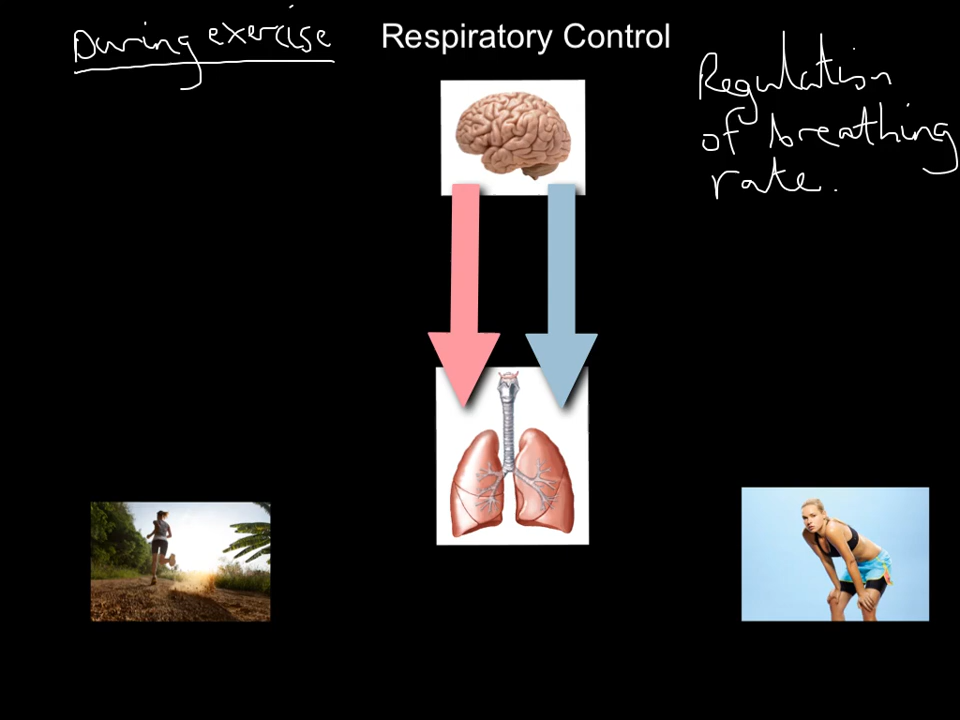 During exercise
Respiratory Control
Regulation
of breathing
rate.